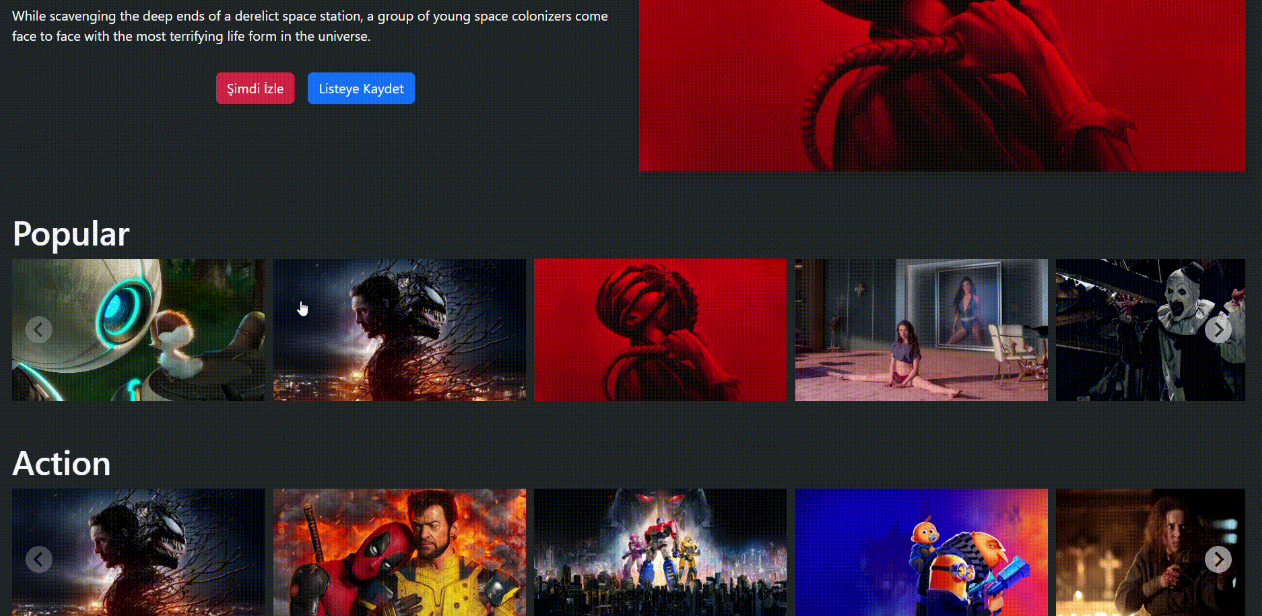 While scavenging the deep ends of a derelict space station, a group of young space colonizers come
face to face with the most terrifying life form in the universe.
Şimdi İzle
Listeye Kaydet
Popular
Action